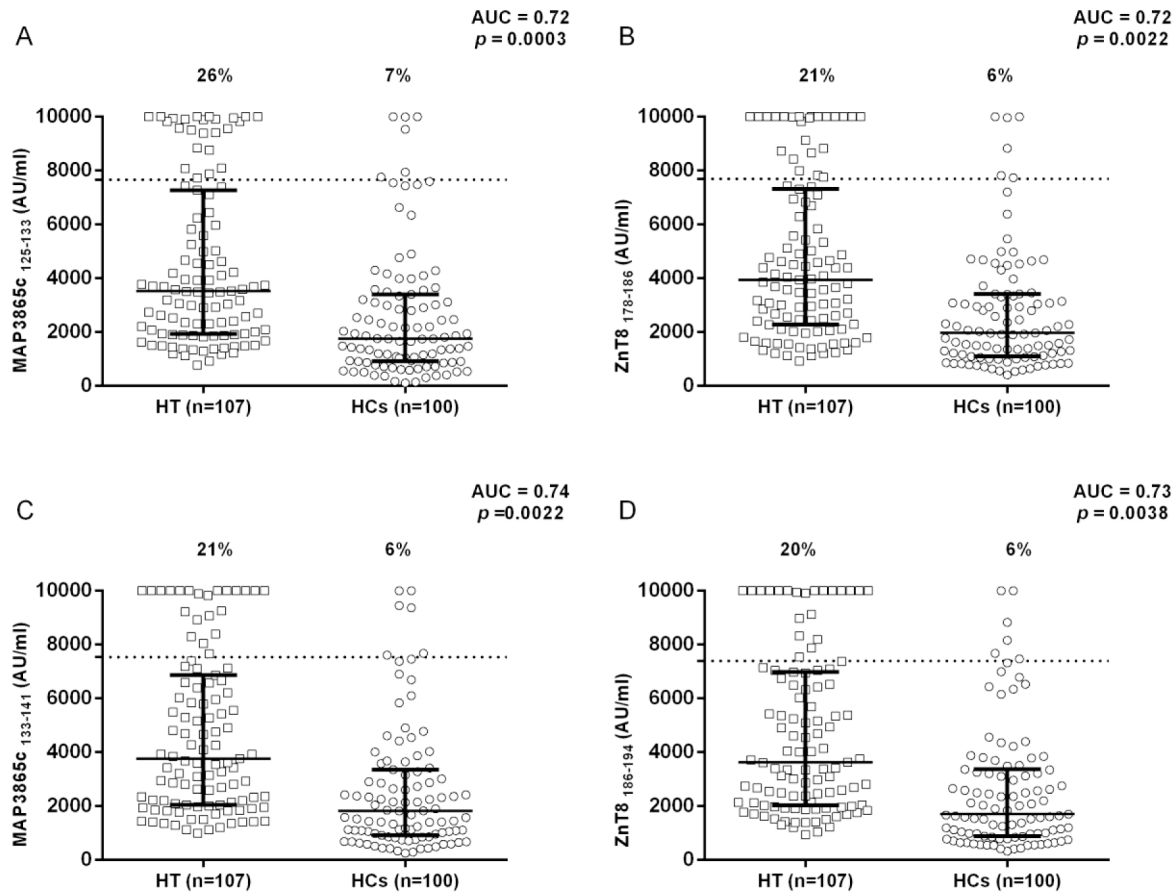 A
AUC = 0.72
p = 0.0003
26% 7%
MAP3865c 125-133 (AU/ml)
10000
8000
6000
4000
2000
0
HT (n=107) HCs (n=100)
B
AUC = 0.72
p = 0.0022
21% 6%
ZnT8 178-186 (AU/ml)
10000
8000
6000
4000
2000
0
HT (n=107) HCs (n=100)
C
AUC = 0.74
p =0.0022
21% 6%
MAP3865c 133-141 (AU/ml)
10000
8000
6000
4000
2000
0
HT (n=107) HCs (n=100)
D
AUC = 0.73
p = 0.0038
20% 6%
ZnT8 186-194 (AU/ml)
10000
8000
6000
4000
2000
0
HT (n=107) HCs (n=100)